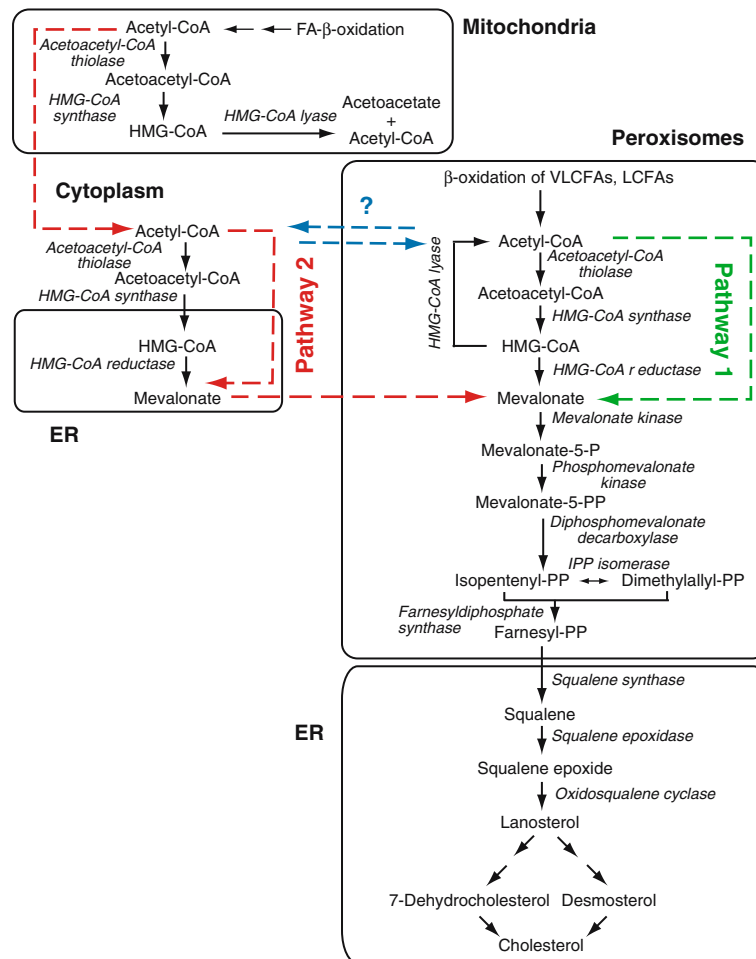 Mitochondria
Acetyl-CoA
FA-β-oxidation
Acetoacetyl-CoA
thiolase
Acetoacetyl-CoA
HMG-CoA
synthase
HMG-CoA
HMG-CoA lyase
Acetoacetate
+
Acetyl-CoA
Cytoplasm
Acetyl-CoA
Acetoacetyl-CoA
thiolase
Acetoacetyl-CoA
HMG-CoA synthase
HMG-CoA
HMG-CoA reductase
Mevalonate
ER
Pathway 2
?
Peroxisomes
β-oxidation of VLCFAs, LCFAs
Acetyl-CoA
Acetoacetyl-CoA
thiolase
HMG-CoA lyase
Acetoacetyl-CoA
HMG-CoA synthase
HMG-CoA
HMG-CoA r eductase
Pathway 1
Mevalonate
Mevalonate kinase
Mevalonate-5-P
Phosphomevalonate
kinase
Mevalonate-5-PP
Diphosphomevalonate
decarboxylase
IPP isomerase
Isopentenyl-PP
Dimethylallyl-PP
Farnesyldiphosphate
synthase
Farnesyl-PP
ER
Squalene synthase
Squalene
Squalene epoxidase
Squalene epoxide
Oxidosqualene cyclase
Lanosterol
7-Dehydrocholesterol
Desmosterol
Cholesterol